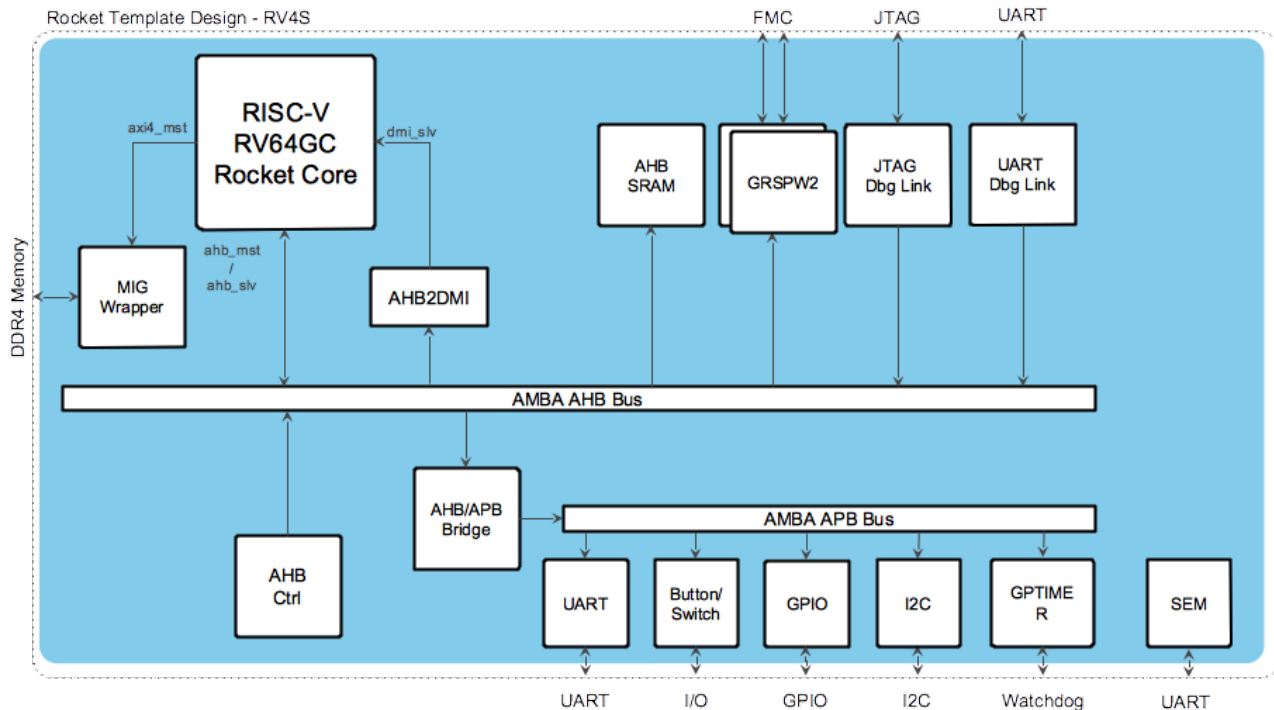 Rocket Template Design - RV4S
FMC
JTAG
UART
RISC-V
RV64GC
Rocket Core
axi4_mst
dmi_slv
AHB
SRAM
GRSPW2
JTAG
Dbg Link
UART
Dbg Link
ahb_mst
/
ahb_slv
MIG
Wrapper
AHB2DMI
DDR4 Memory
AMBA AHB Bus
AHB/APB
Bridge
AMBA APB Bus
AHB
Ctrl
UART
Button/
Switch
GPIO
I2C
GPTIME
R
SEM
UART
I/O
GPIO
I2C
Watchdog
UART